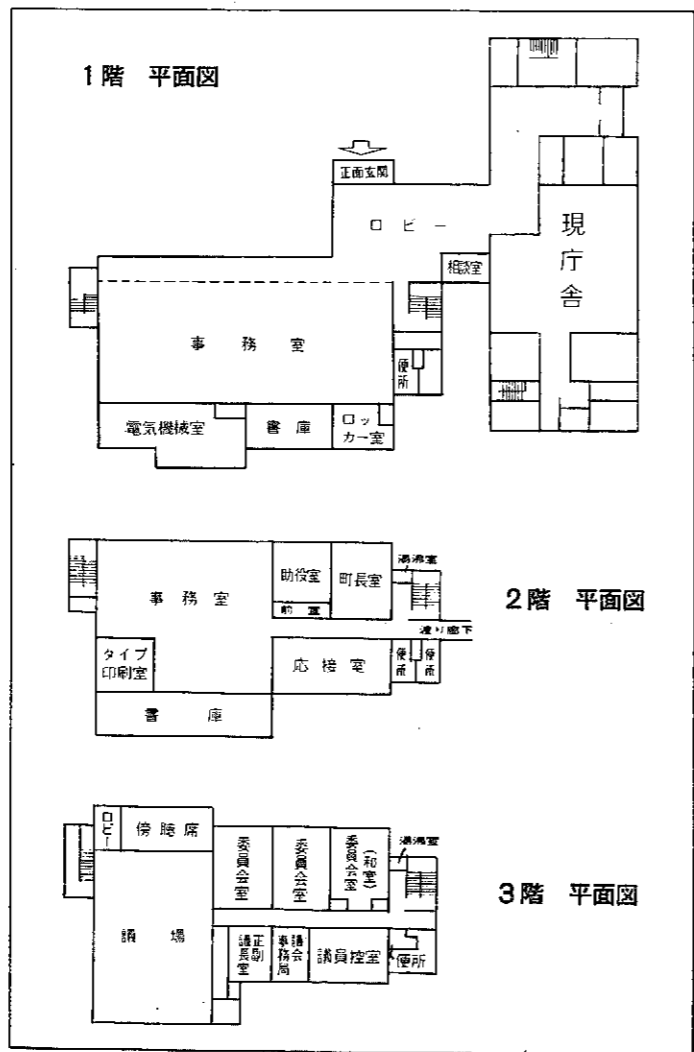 1階 平面図
正面玄関
ロビー
現庁舎
相談室
事務室
便所
電気機械室
書庫
ロッカー室
2階 平面図
湯沸室
助役室
町長室
事務室
前室
渡り廊下
タイプ印刷室
応接室
便所
便所
書庫
3階 平面図
ロビー
傍聴席
委員会室
委員会室
委員会室(和室)
湯沸室
議場
正副議長室
議会事務局
議員控室
便所